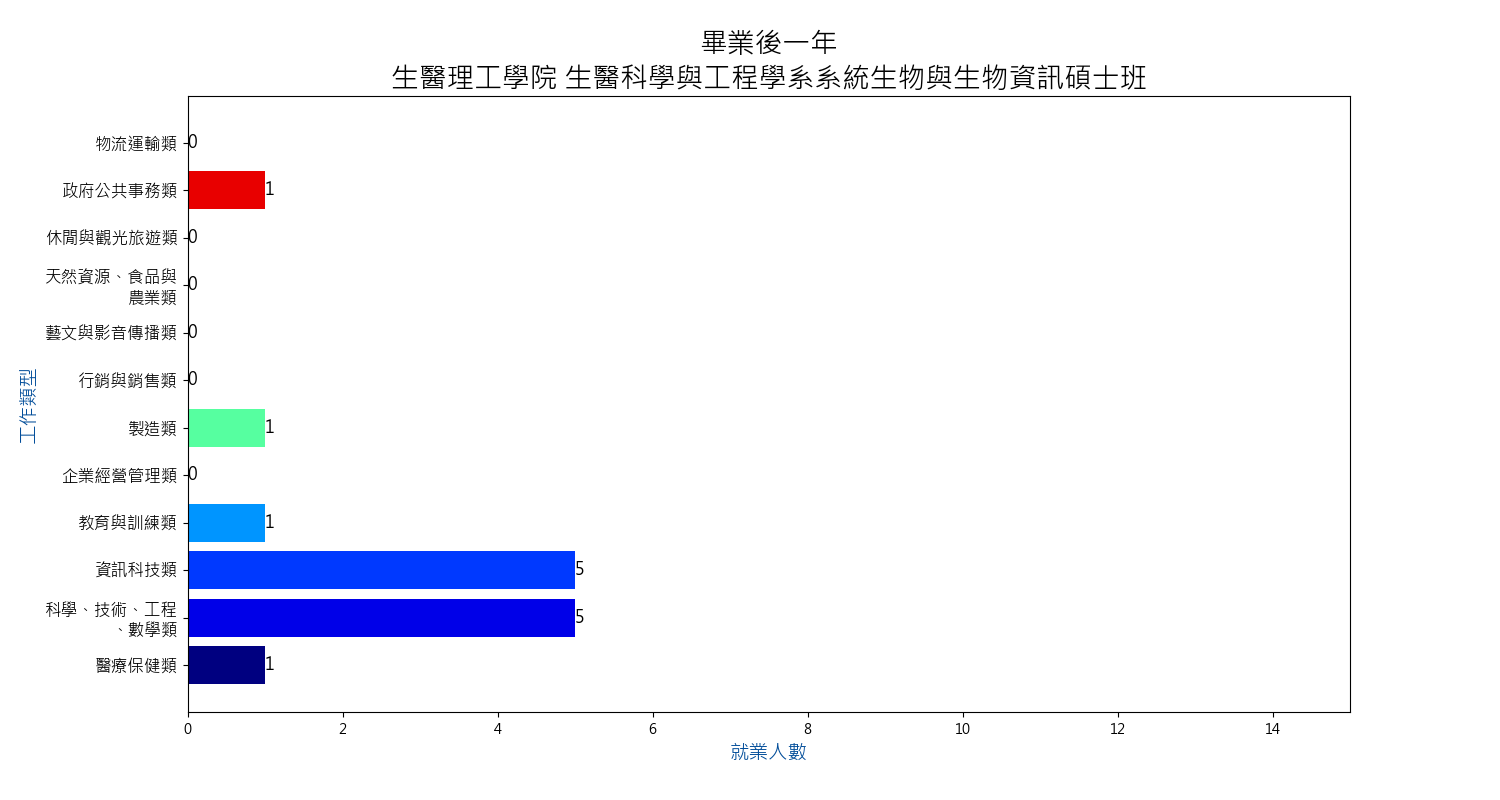 畢業後一年
生醫理工學院 生醫科學與工程學系系統生物與生物資訊碩士班
工作類型
物流運輸類 0
政府公共事務類 1
休閒與觀光旅遊類 0
天然資源、食品與
農業類 0
藝文與影音傳播類 0
行銷與銷售類 0
製造類 1
企業經營管理類 0
教育與訓練類 1
資訊科技類 5
科學、技術、工程
、數學類 5
醫療保健類 1
0 2 4 6 8 10 12 14
就業人數